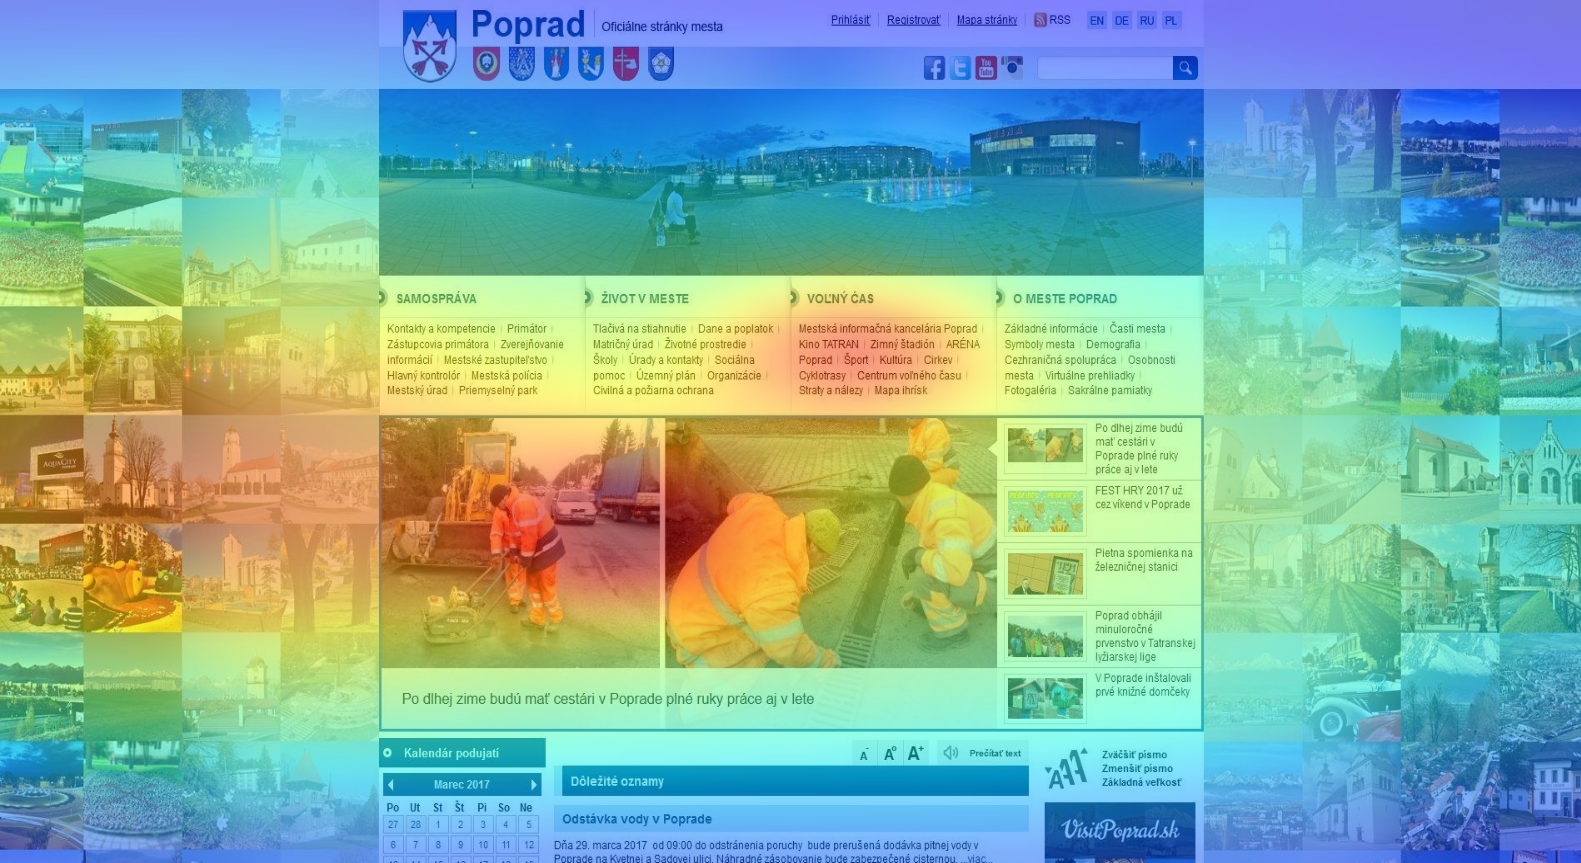 Poprad
Oficiálne stránky mesta
Prihlásiť
Registrovať
Mapa stránky
RSS
EN DE RU PL
You Tube
ARÉNA
SAMOSPRÁVA
Kontakty a kompetencie Primátor
Zástupcovia primátora Zverejňovanie
informácií Mestské zastupiteľstvo
Hlavný kontrolór Mestská polícia
Mestský úrad Priemyselný park
ŽIVOT V MESTE
Tlačivá na stiahnutie Dane a poplatok
Matričný úrad Životné prostredie
Školy Úrady a kontakty Sociálna
pomoc Územný plán Organizácie
Civilná a požiarna ochrana
VOĽNÝ ČAS
Mestská informačná kancelária Poprad
Kino TATRAN Zimný štadión ARÉNA
Poprad Šport Kultúra Cirkev
Cyklotrasy Centrum voľného času
Straty a nálezy Mapa ihrísk
O MESTE POPRAD
Základné informácie Časti mesta
Symboly mesta Demografia
Cezhraničná spolupráca Osobnosti
mesta Virtuálne prehliadky
Fotogaléria Sakrálne pamiatky
AQUACITY
Po dlhej zime budú
mať cestári v
Poprade plné ruky
práce aj v lete
FEST HRY 2017 už
cez víkend v Poprade
Pietna spomienka na
železničnej stanici
Poprad obhájil
minuloročné
prvenstvo v Tatranskej
lyžiarskej lige
V Poprade inštalovali
prvé knižné domčeky
Po dlhej zime budú mať cestári v Poprade plné ruky práce aj v lete
Kalendár podujatí
Marec 2017
Po Ut St Št Pi So Ne
27 28 1 2 3 4 5
6 7 8 9 10 11 12
A- Ao A+
Prečítať text
Dôležité oznamy
Odstávka vody v Poprade
Dňa 29. marca 2017 od 09:00 do odstránenia poruchy bude prerušená dodávka pitnej vody v
Poprade na Kvetnej a Sadovej ulici. Náhradné zásobovanie bude zabezpečené cisternou. ...viac...
AAA
Zväčšiť písmo
Zmenšiť písmo
Základná veľkosť
VisitPoprad.sk